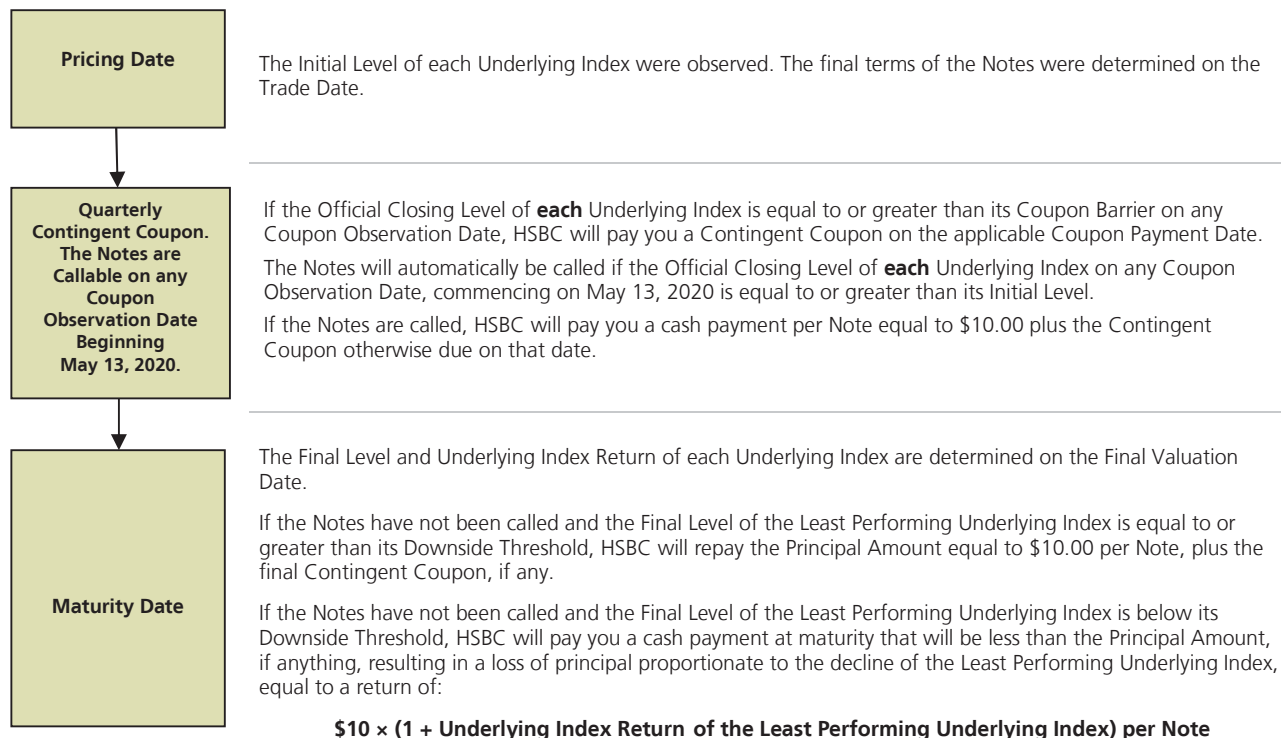 Pricing Date
The Initial Level of each Underlying Index were observed. The final terms of the Notes were determined on the
Trade Date.
Quarterly
Contingent Coupon.
The Notes are
Callable on any
Coupon
Observation Date
Beginning
May 13, 2020.
If the Official Closing Level of each Underlying Index is equal to or greater than its Coupon Barrier on any
Coupon Observation Date, HSBC will pay you a Contingent Coupon on the applicable Coupon Payment Date.
The Notes will automatically be called if the Official Closing Level of each Underlying Index on any Coupon
Observation Date, commencing on May 13, 2020 is equal to or greater than its Initial Level.
If the Notes are called, HSBC will pay you a cash payment per Note equal to $10.00 plus the Contingent
Coupon otherwise due on that date.
Maturity Date
The Final Level and Underlying Index Return of each Underlying Index are determined on the Final Valuation
Date.
If the Notes have not been called and the Final Level of the Least Performing Underlying Index is equal to or
greater than its Downside Threshold, HSBC will repay the Principal Amount equal to $10.00 per Note, plus the
final Contingent Coupon, if any.
If the Notes have not been called and the Final Level of the Least Performing Underlying Index is below its
Downside Threshold, HSBC will pay you a cash payment at maturity that will be less than the Principal Amount,
if anything, resulting in a loss of principal proportionate to the decline of the Least Performing Underlying Index,
equal to a return of:
$10 × (1 + Underlying Index Return of the Least Performing Underlying Index) per Note